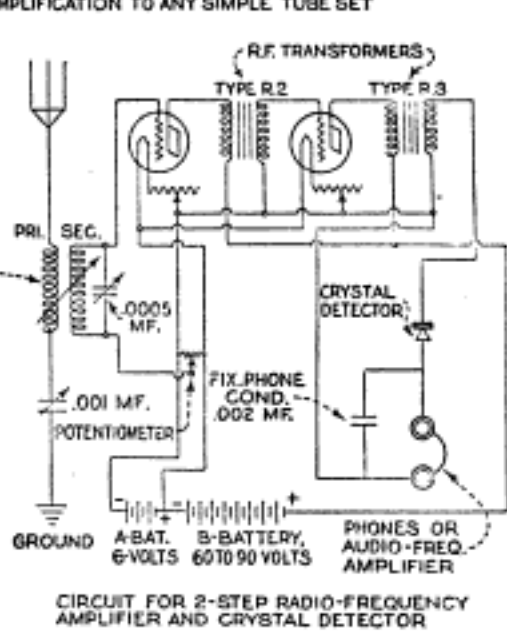 AMPLIFICATION TO ANY SIMPLE TUBE SET
R.F. TRANSFORMERS
TYPE R.2
TYPE R.3
PRI.
SEC.
.0005
MF.
CRYSTAL
DETECTOR
.001 MF.
FIX. PHONE
COND.
.002 MF.
POTENTIOMETER
- + - +
GROUND
A-BAT.
6-VOLTS
B-BATTERY,
60 TO 90 VOLTS
PHONES OR
AUDIO-FREQ.
AMPLIFIER
CIRCUIT FOR 2-STEP RADIO-FREQUENCY
AMPLIFIER AND CRYSTAL DETECTOR